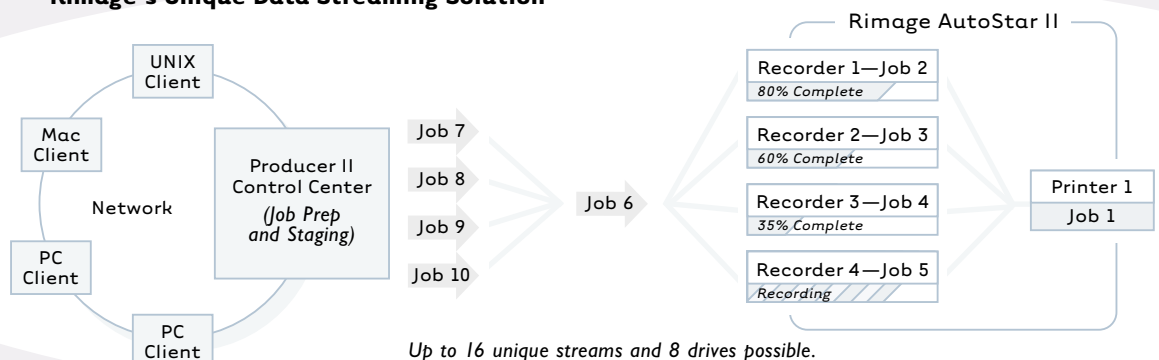 Rimage's Unique Data Streaming Solution
Rimage AutoStar II
UNIX
Client
Mac
Client
Network
PC
Client
PC
Client
Producer II
Control Center
(Job Prep
and Staging)
Job 7
Job 8
Job 9
Job 10
Job 6
Recorder 1—Job 2
80% Complete
Recorder 2—Job 3
60% Complete
Recorder 3—Job 4
35% Complete
Recorder 4—Job 5
Recording
Printer 1
Job 1
Up to 16 unique streams and 8 drives possible.